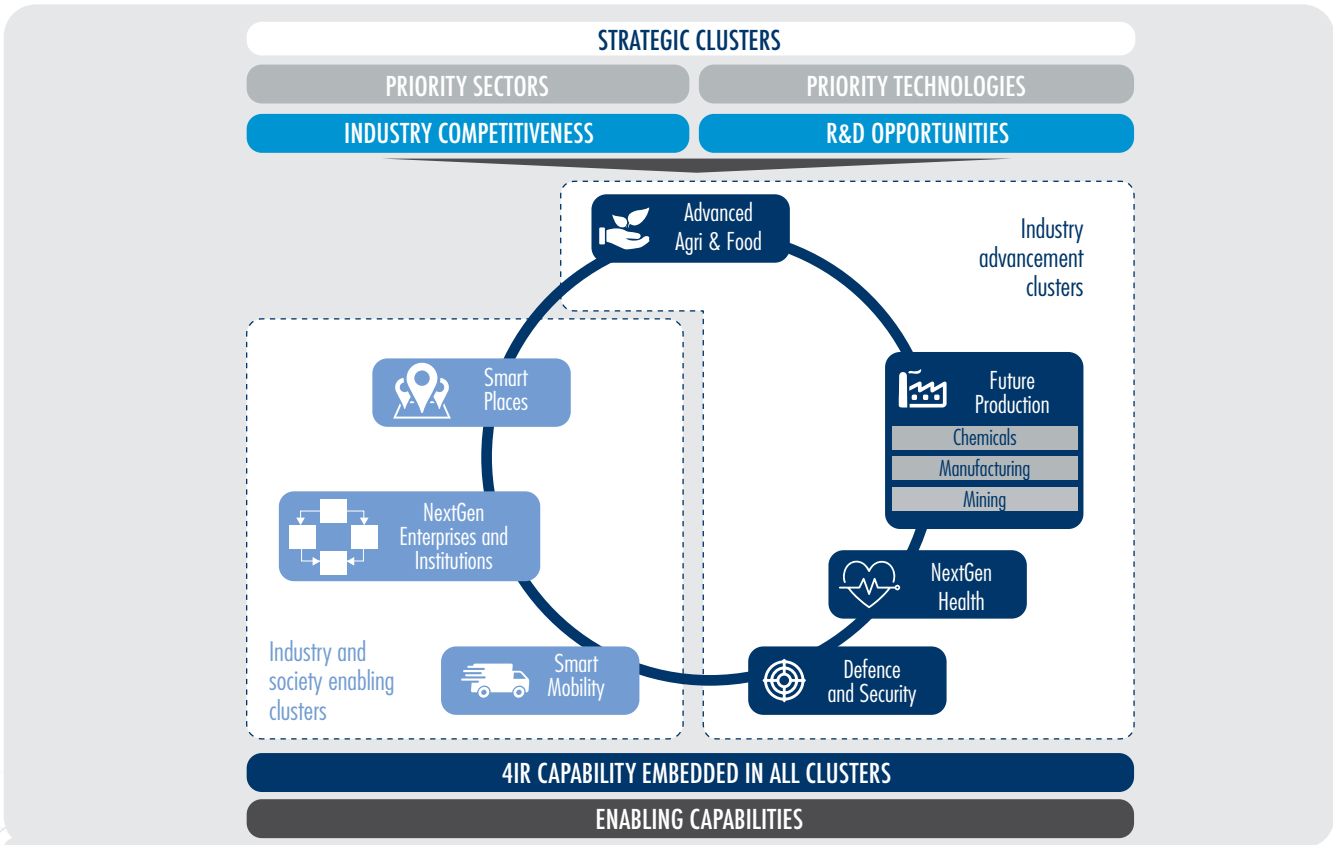 STRATEGIC CLUSTERS
PRIORITY SECTORS
PRIORITY TECHNOLOGIES
INDUSTRY COMPETITIVENESS
R&D OPPORTUNITIES
Advanced
Agri & Food
Industry
advancement
clusters
Smart
Places
Future
Production
Chemicals
Manufacturing
Mining
NextGen
Enterprises and
Institutions
NextGen
Health
Industry and
society enabling
clusters
Smart
Mobility
Defence
and Security
4IR CAPABILITY EMBEDDED IN ALL CLUSTERS
ENABLING CAPABILITIES